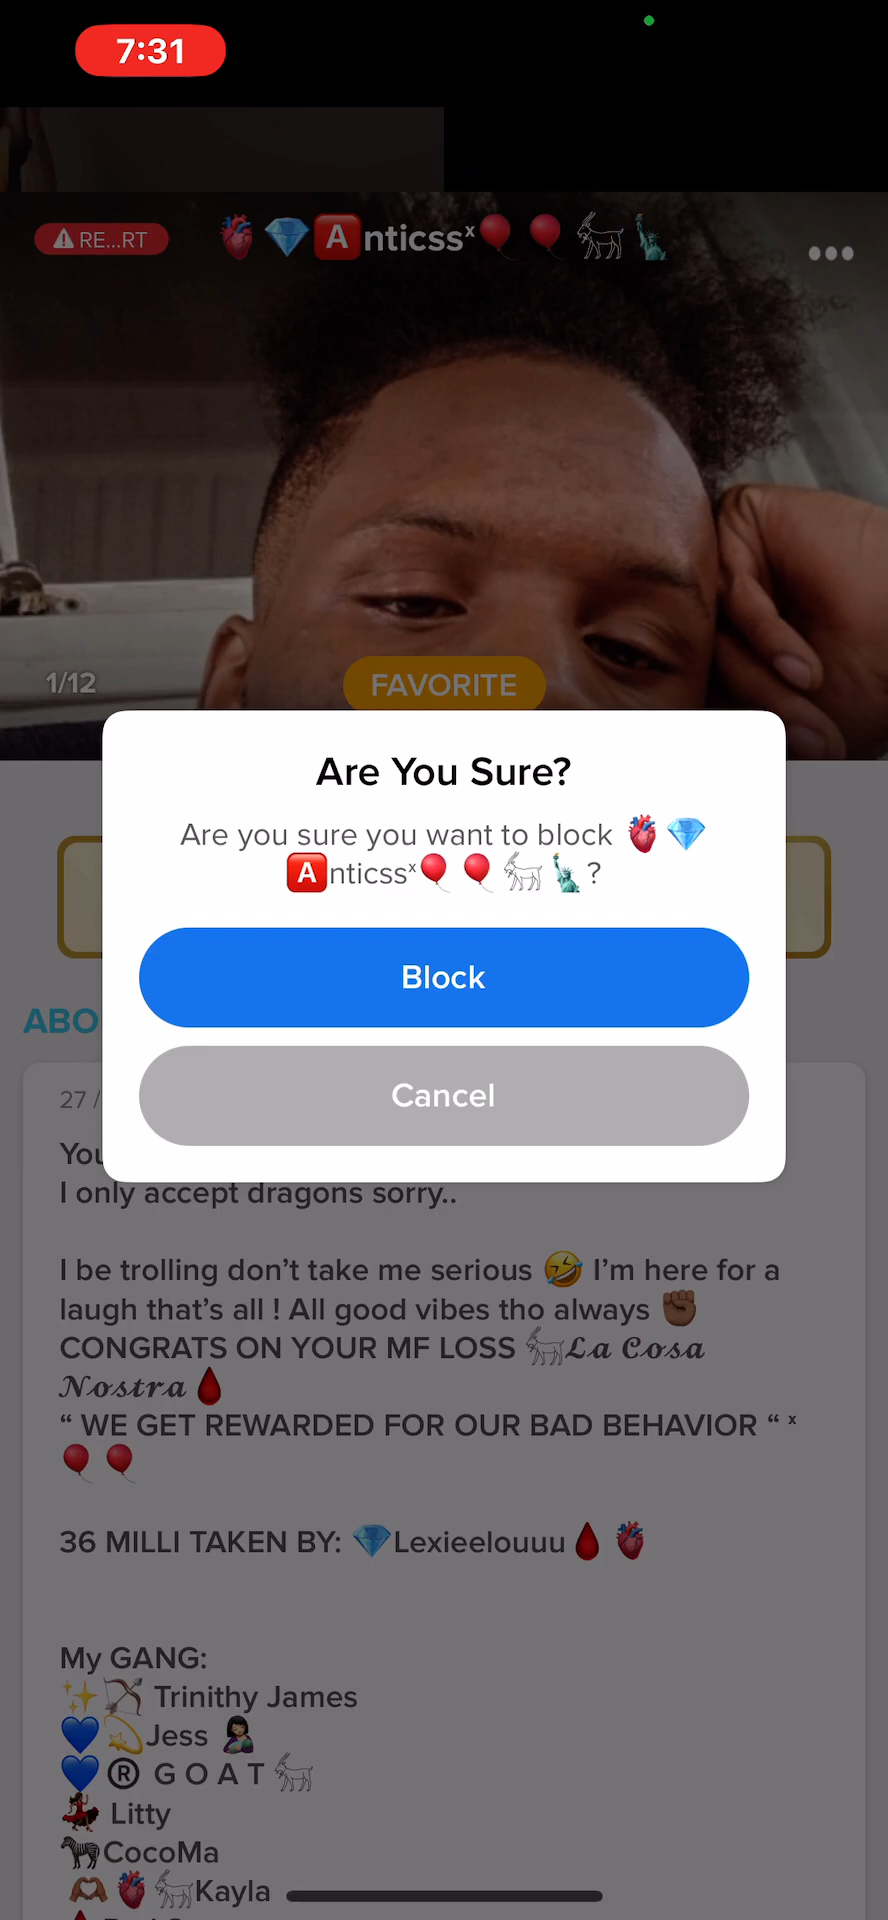 7:31
RE...RT
🫀💎🅰️nticssˣ🎈🎈🐐🗽
1/12
FAVORITE
Are You Sure?
Are you sure you want to block 🫀💎
🅰️nticssˣ🎈🎈🐐🗽?
Block
Cancel
ABO
27 /
You
I only accept dragons sorry..
I be trolling don’t take me serious 🤣 I’m here for a
laugh that’s all ! All good vibes tho always ✊🏾
CONGRATS ON YOUR MF LOSS 🐐𝓛𝓪 𝓒𝓸𝓼𝓪
𝓝𝓸𝓼𝓽𝓻𝓪 🩸
“ WE GET REWARDED FOR OUR BAD BEHAVIOR “ ˣ
🎈🎈
36 MILLI TAKEN BY: 💎Lexieelouuu🩸🫀
My GANG:
✨🏹 Trinithy James
💙💫Jess 🤱🏻
💙®️ G O A T🐐
💃🏾 Litty
🦓CocoMa
🫶🏾🫀🐐Kayla